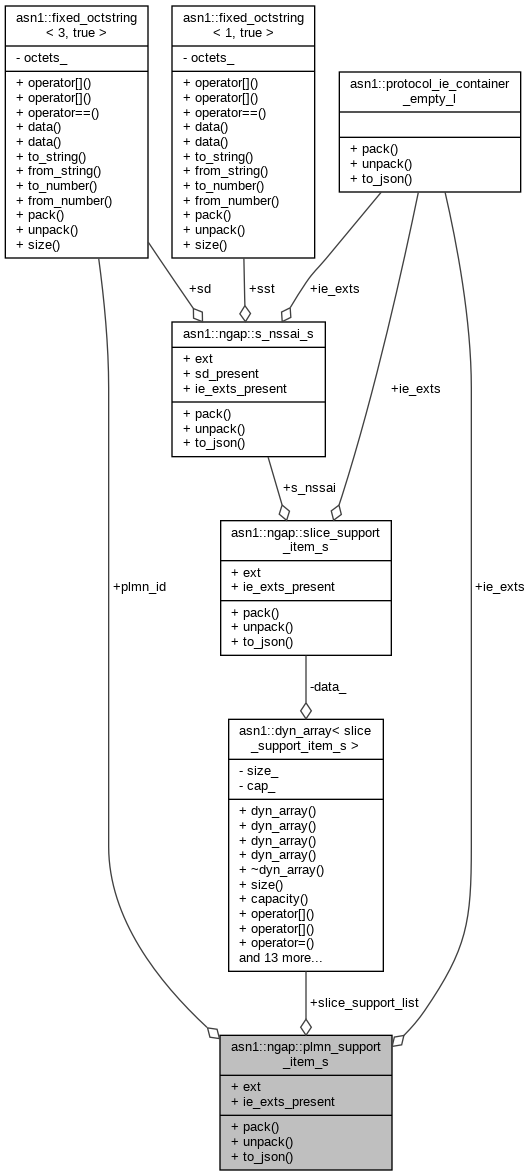 asn1::fixed_octstring
< 3, true >
- octets_
+ operator[]()
+ operator[]()
+ operator==()
+ data()
+ data()
+ to_string()
+ from_string()
+ to_number()
+ from_number()
+ pack()
+ unpack()
+ size()
asn1::fixed_octstring
< 1, true >
- octets_
+ operator[]()
+ operator[]()
+ operator==()
+ data()
+ data()
+ to_string()
+ from_string()
+ to_number()
+ from_number()
+ pack()
+ unpack()
+ size()
asn1::protocol_ie_container
_empty_l
+ pack()
+ unpack()
+ to_json()
+sd
+sst
+ie_exts
asn1::ngap::s_nssai_s
+ ext
+ sd_present
+ ie_exts_present
+ pack()
+ unpack()
+ to_json()
+ie_exts
+s_nssai
asn1::ngap::slice_support
_item_s
+ ext
+ ie_exts_present
+ pack()
+ unpack()
+ to_json()
+plmn_id
+ie_exts
-data_
asn1::dyn_array< slice
_support_item_s >
- size_
- cap_
+ dyn_array()
+ dyn_array()
+ dyn_array()
+ dyn_array()
+ ~dyn_array()
+ size()
+ capacity()
+ operator[]()
+ operator[]()
+ operator=()
and 13 more...
+slice_support_list
asn1::ngap::plmn_support
_item_s
+ ext
+ ie_exts_present
+ pack()
+ unpack()
+ to_json()